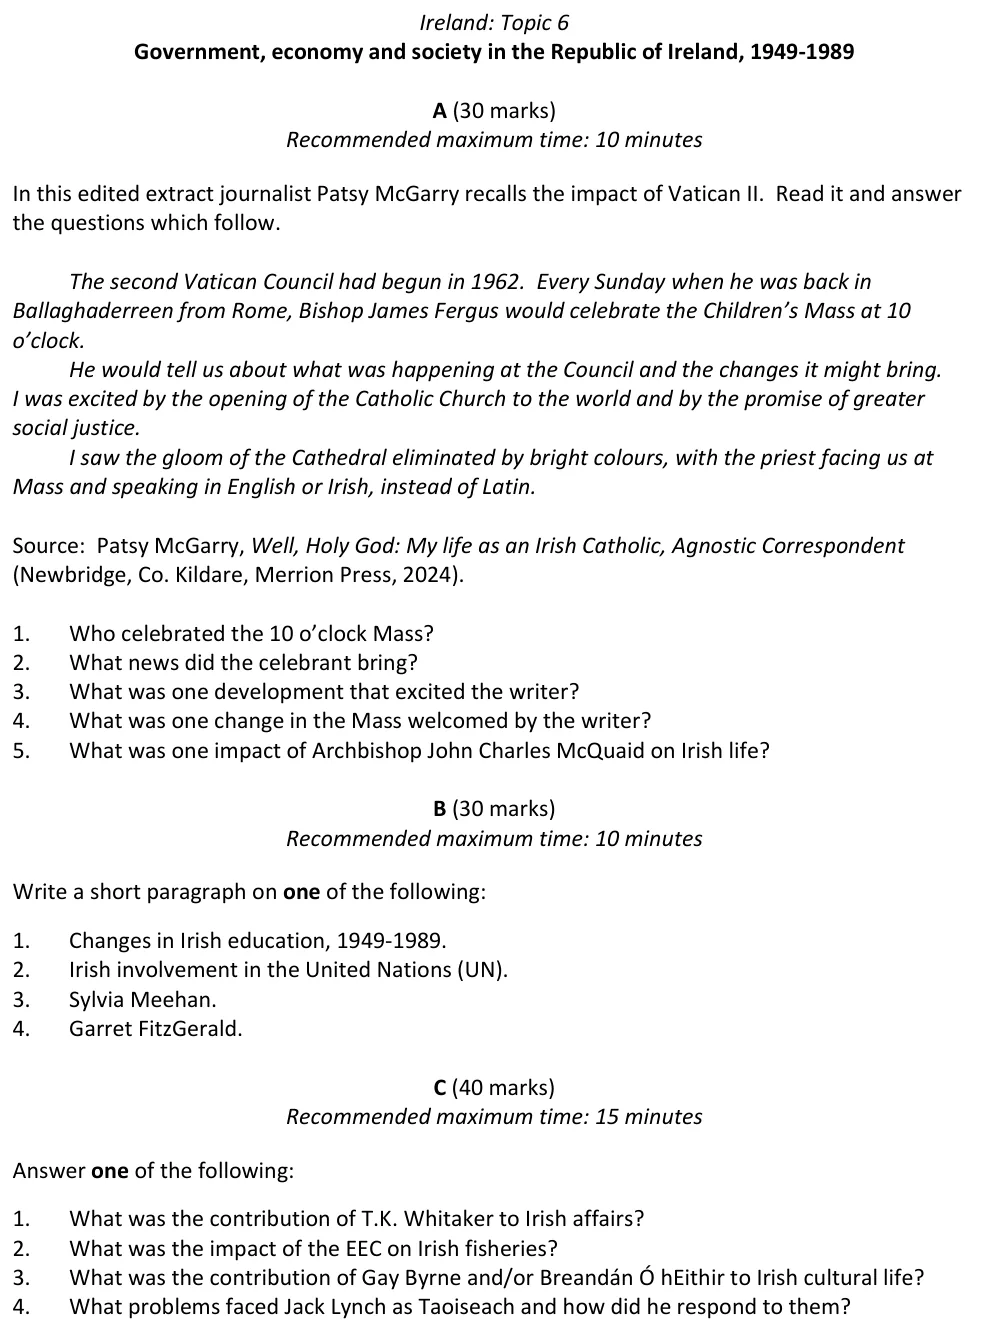 Ireland: Topic 6
Government, economy and society in the Republic of Ireland, 1949-1989
A (30 marks)
Recommended maximum time: 10 minutes
In this edited extract journalist Patsy McGarry recalls the impact of Vatican II.  Read it and answer
the questions which follow.
The second Vatican Council had begun in 1962.  Every Sunday when he was back in
Ballaghaderreen from Rome, Bishop James Fergus would celebrate the Children’s Mass at 10
o’clock.
He would tell us about what was happening at the Council and the changes it might bring.
I was excited by the opening of the Catholic Church to the world and by the promise of greater
social justice.
I saw the gloom of the Cathedral eliminated by bright colours, with the priest facing us at
Mass and speaking in English or Irish, instead of Latin.
Source:  Patsy McGarry, Well, Holy God: My life as an Irish Catholic, Agnostic Correspondent
(Newbridge, Co. Kildare, Merrion Press, 2024).
1. Who celebrated the 10 o’clock Mass?
2. What news did the celebrant bring?
3. What was one development that excited the writer?
4. What was one change in the Mass welcomed by the writer?
5. What was one impact of Archbishop John Charles McQuaid on Irish life?
B (30 marks)
Recommended maximum time: 10 minutes
Write a short paragraph on one of the following:
1. Changes in Irish education, 1949-1989.
2. Irish involvement in the United Nations (UN).
3. Sylvia Meehan.
4. Garret FitzGerald.
C (40 marks)
Recommended maximum time: 15 minutes
Answer one of the following:
1. What was the contribution of T.K. Whitaker to Irish affairs?
2. What was the impact of the EEC on Irish fisheries?
3. What was the contribution of Gay Byrne and/or Breandán Ó hEithir to Irish cultural life?
4. What problems faced Jack Lynch as Taoiseach and how did he respond to them?